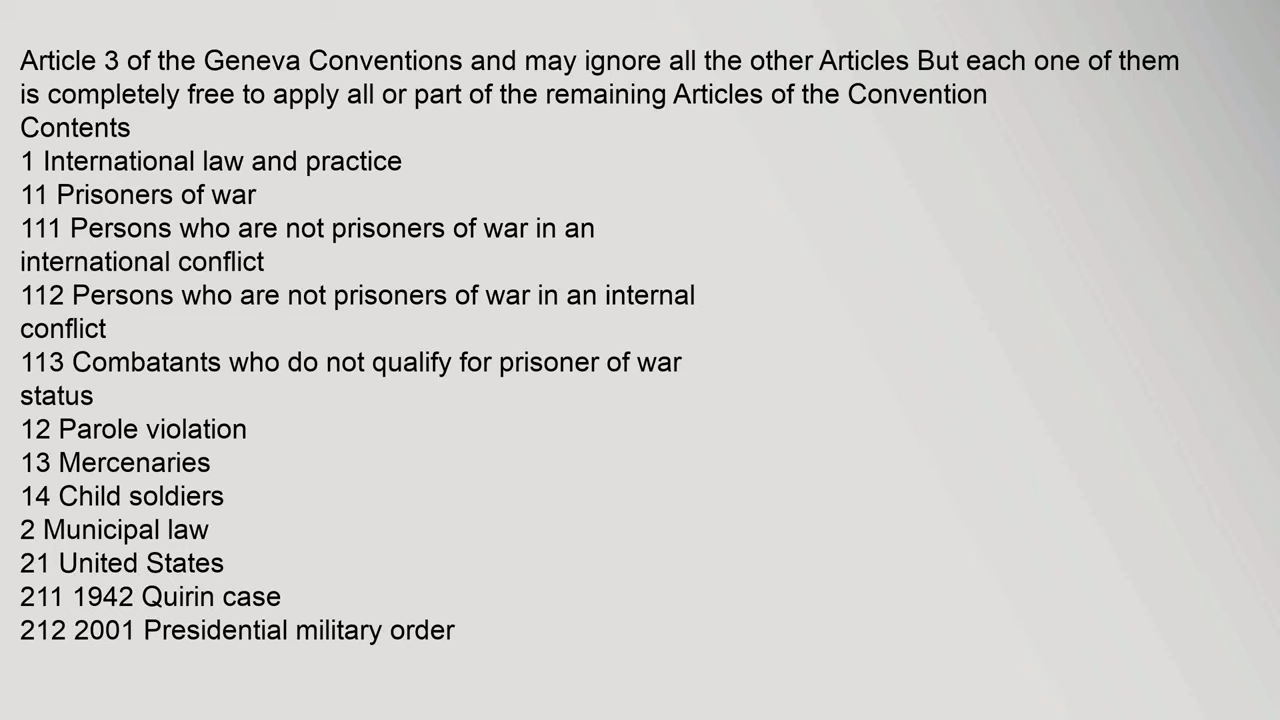 Article 3 of the Geneva Conventions and may ignore all the other Articles But each one of them
is completely free to apply all or part of the remaining Articles of the Convention
Contents
1 International law and practice
11 Prisoners of war
111 Persons who are not prisoners of war in an
international conflict
112 Persons who are not prisoners of war in an internal
conflict
113 Combatants who do not qualify for prisoner of war
status
12 Parole violation
13 Mercenaries
14 Child soldiers
2 Municipal law
21 United States
211 1942 Quirin case
212 2001 Presidential military order